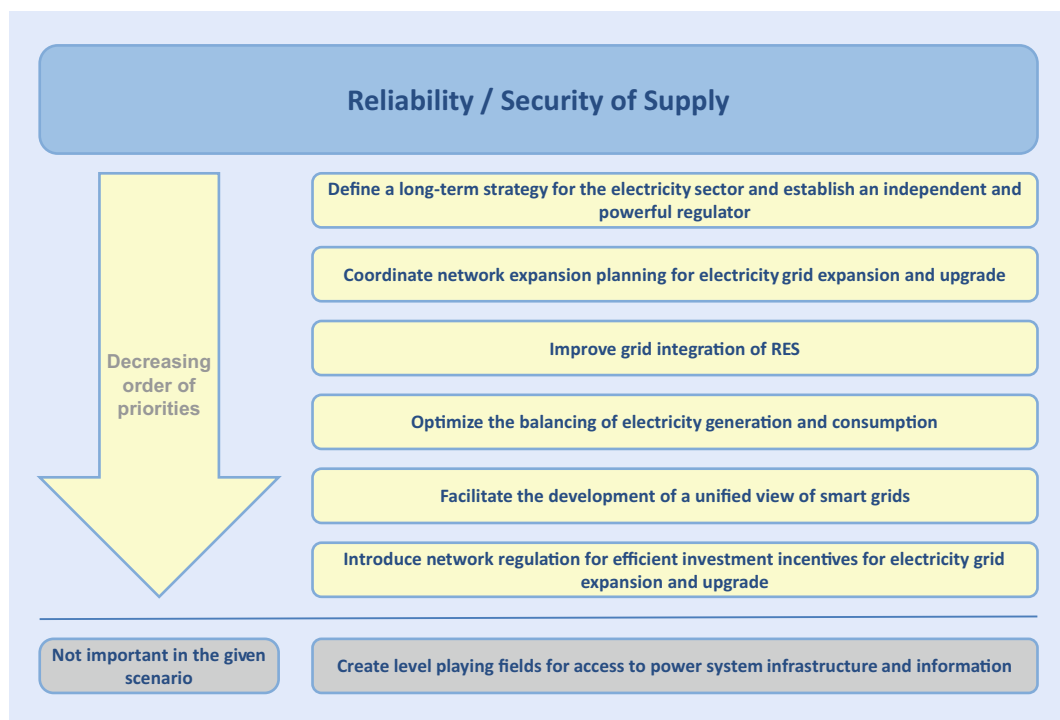 Reliability / Security of Supply
Define a long-term strategy for the electricity sector and establish an independent and
powerful regulator
Coordinate network expansion planning for electricity grid expansion and upgrade
Improve grid integration of RES
Decreasing
order of
priorities
Optimize the balancing of electricity generation and consumption
Facilitate the development of a unified view of smart grids
Introduce network regulation for efficient investment incentives for electricity grid
expansion and upgrade
Not important in the given
scenario
Create level playing fields for access to power system infrastructure and information